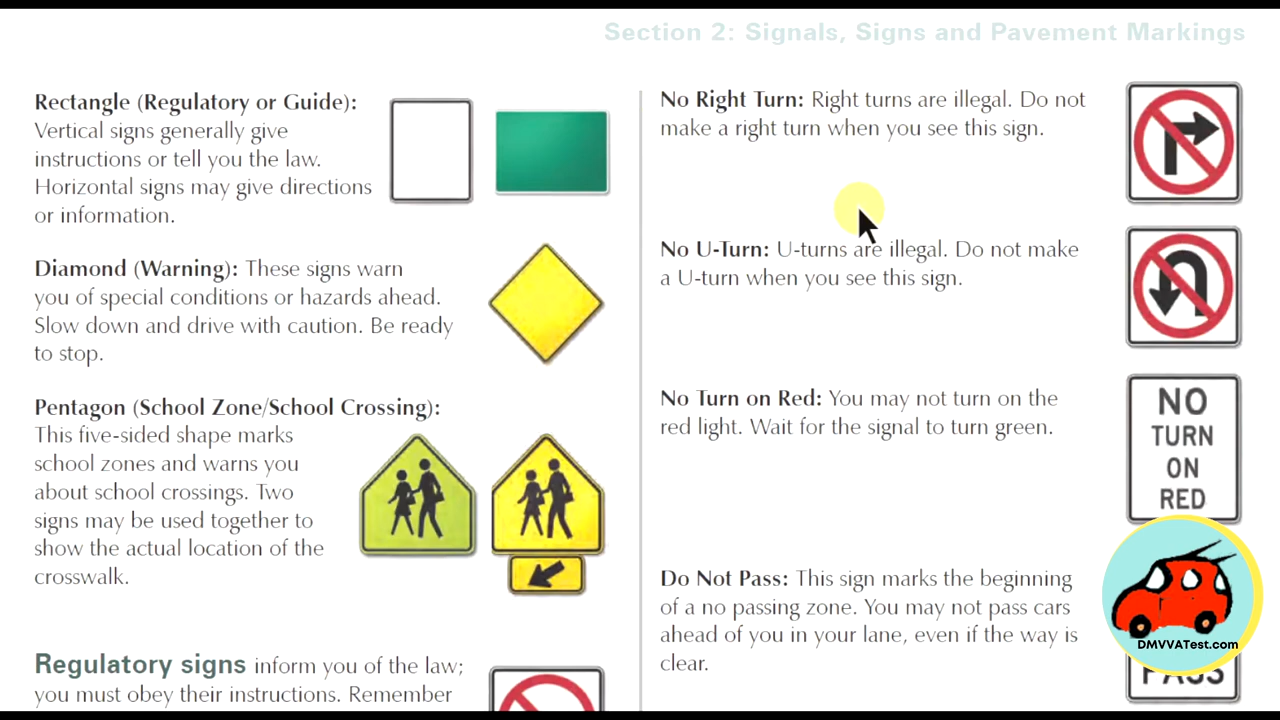 Section 2: Signals, Signs and Pavement Markings
Rectangle (Regulatory or Guide):
Vertical signs generally give
instructions or tell you the law.
Horizontal signs may give directions
or information.
Diamond (Warning): These signs warn
you of special conditions or hazards ahead.
Slow down and drive with caution. Be ready
to stop.
Pentagon (School Zone/School Crossing):
This five-sided shape marks
school zones and warns you
about school crossings. Two
signs may be used together to
show the actual location of the
crosswalk.
Regulatory signs inform you of the law;
you must obey their instructions. Remember
No Right Turn: Right turns are illegal. Do not
make a right turn when you see this sign.
No U-Turn: U-turns are illegal. Do not make
a U-turn when you see this sign.
No Turn on Red: You may not turn on the
red light. Wait for the signal to turn green.
NO
TURN
ON
RED
Do Not Pass: This sign marks the beginning
of a no passing zone. You may not pass cars
ahead of you in your lane, even if the way is
clear.
DMVVATest.com
PASS